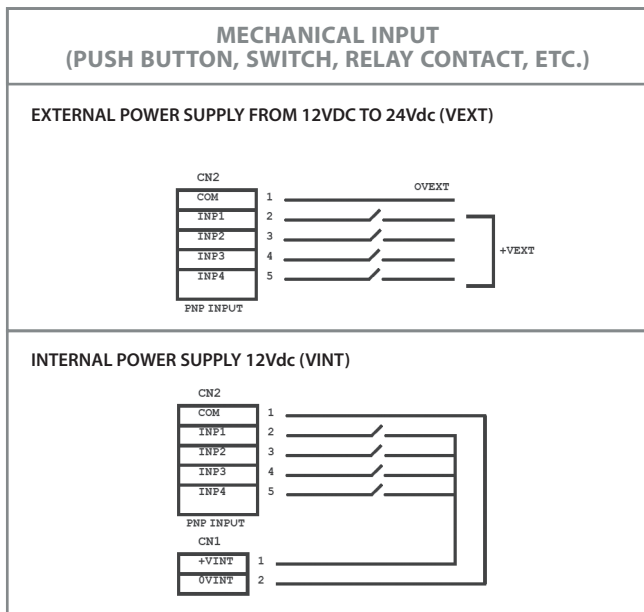 MECHANICAL INPUT
(PUSH BUTTON, SWITCH, RELAY CONTACT, ETC.)
EXTERNAL POWER SUPPLY FROM 12VDC TO 24Vdc (VEXT)
CN2
COM 1 OVEXT
INP1 2
INP2 3
+VEXT
INP3 4
INP4 5
PNP INPUT
INTERNAL POWER SUPPLY 12Vdc (VINT)
CN2
COM 1
INP1 2
INP2 3
INP3 4
INP4 5
PNP INPUT
CN1
+VINT 1
0VINT 2